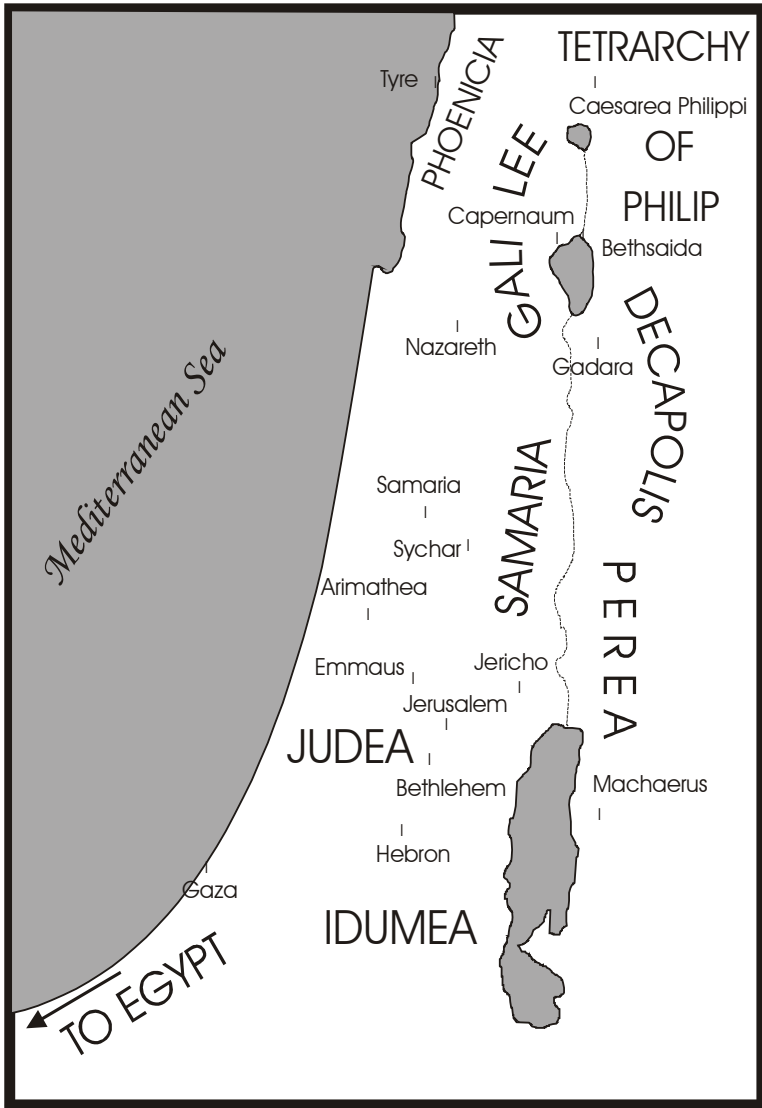 TETRARCHY
Tyre
PHOENICIA
Caesarea Philippi
OF
GALILEE
PHILIP
Capernaum
Bethsaida
DECAPOLIS
Nazareth
Gadara
Mediterranean Sea
Samaria
SAMARIA
Sychar
Arimathea
PEREA
Emmaus
Jericho
Jerusalem
JUDEA
Bethlehem
Machaerus
Hebron
Gaza
IDUMEA
TO EGYPT